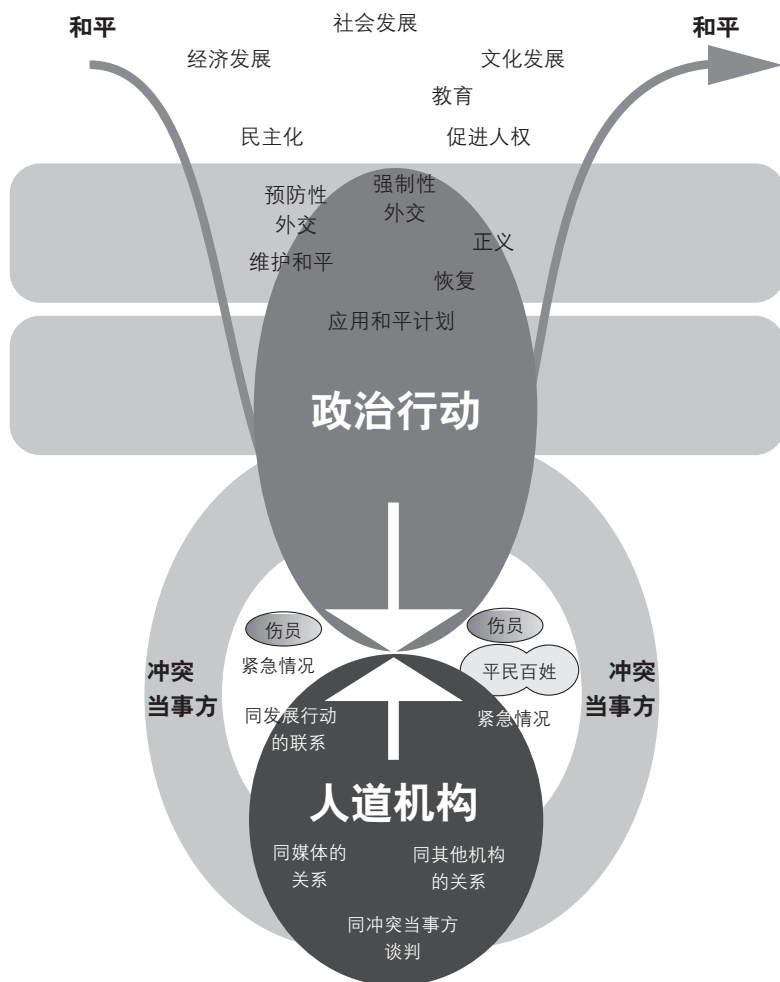 和平
社会发展
和平
经济发展
文化发展
教育
民主化
促进人权
预防性
外交
强制性
外交
正义
维护和平
恢复
应用和平计划
政治行动
伤员
紧急情况
伤员
平民百姓
紧急情况
冲突
当事方
冲突
当事方
同发展行动
的联系
人道机构
同媒体的
关系
同其他机构
的关系
同冲突当事方
谈判